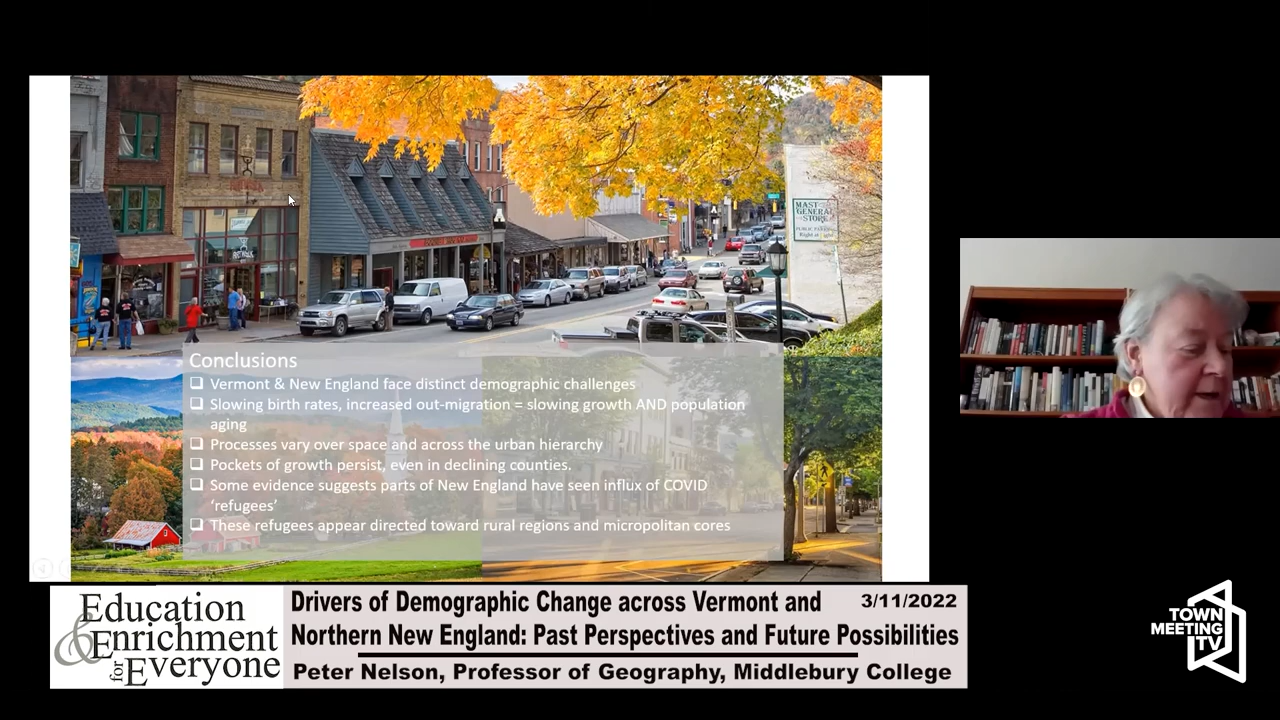 MAST
GENERAL
STORE
Conclusions
Vermont & New England face distinct demographic challenges
Slowing birth rates, increased out-migration = slowing growth AND population
aging
Processes vary over space and across the urban hierarchy
Pockets of growth persist, even in declining counties.
Some evidence suggests parts of New England have seen influx of COVID
‘refugees’
These refugees appear directed toward rural regions and micropolitan cores
Education
& Enrichment
for Everyone
Drivers of Demographic Change across Vermont and
3/11/2022
Northern New England: Past Perspectives and Future Possibilities
Peter Nelson, Professor of Geography, Middlebury College
TOWN
MEETING
TV